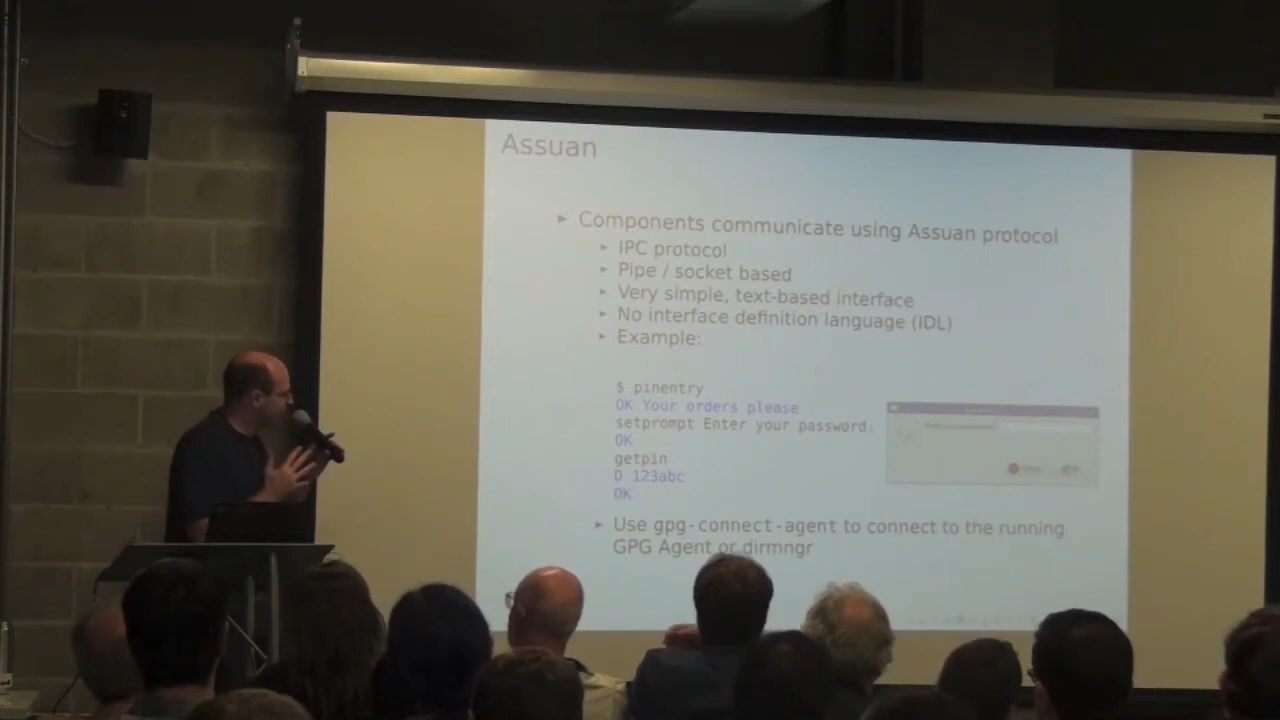 Assuan
▸ Components communicate using Assuan protocol
▸ IPC protocol
▸ Pipe / socket based
▸ Very simple, text-based interface
▸ No interface definition language (IDL)
▸ Example:
$ pinentry
OK Your orders please
setprompt Enter your password:
OK
getpin
D 123abc
OK
▸ Use gpg-connect-agent to connect to the running
GPG Agent or dirmngr